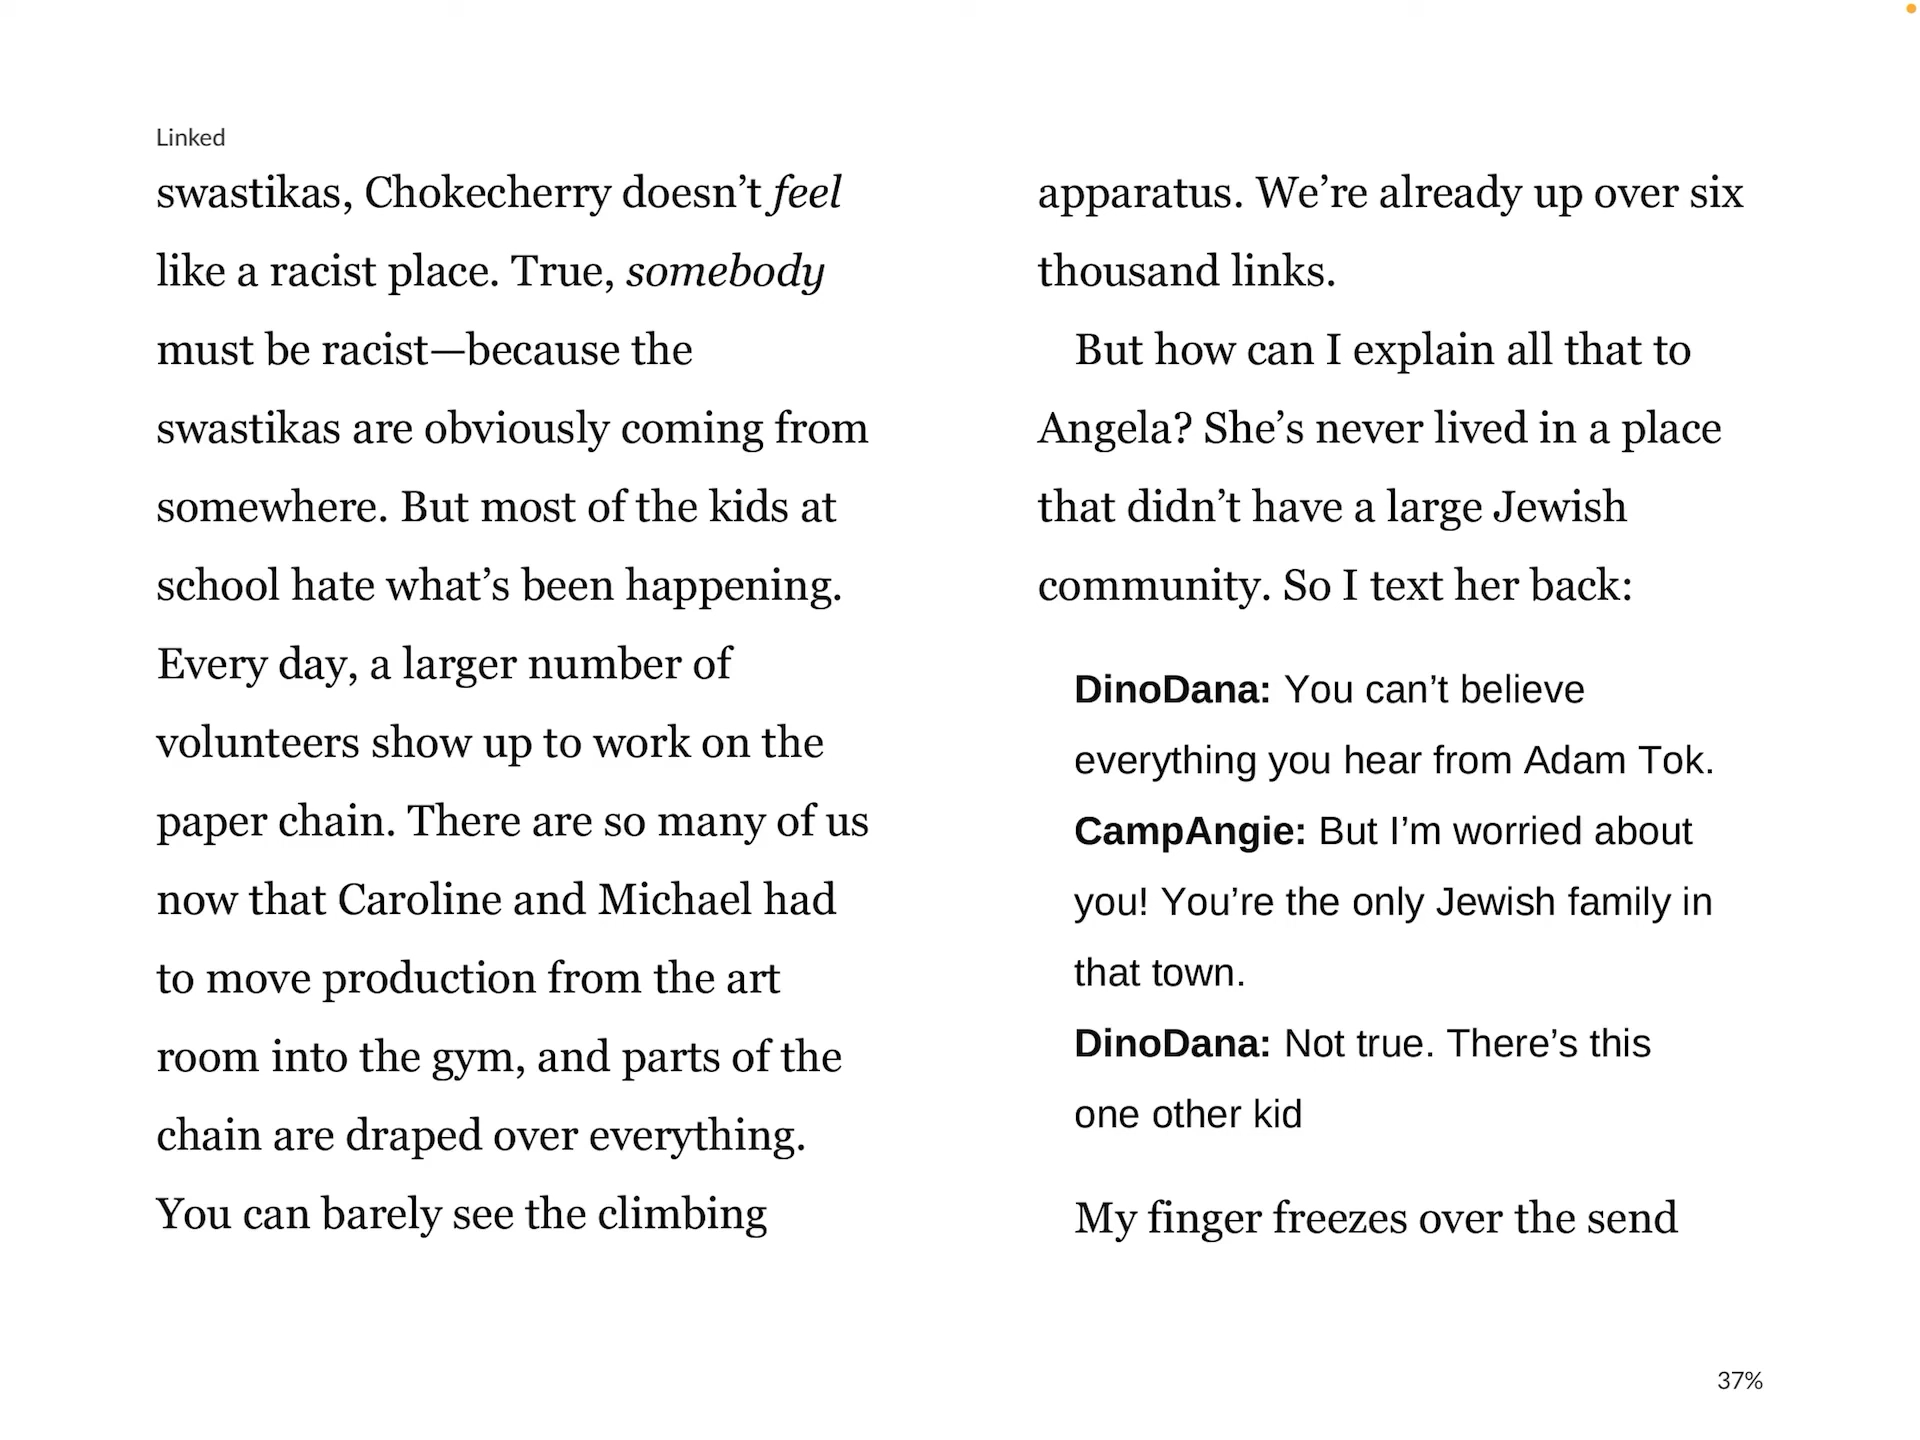 Linked
swastikas, Chokecherry doesn’t feel
like a racist place. True, somebody
must be racist—because the
swastikas are obviously coming from
somewhere. But most of the kids at
school hate what’s been happening.
Every day, a larger number of
volunteers show up to work on the
paper chain. There are so many of us
now that Caroline and Michael had
to move production from the art
room into the gym, and parts of the
chain are draped over everything.
You can barely see the climbing
apparatus. We’re already up over six
thousand links.
But how can I explain all that to
Angela? She’s never lived in a place
that didn’t have a large Jewish
community. So I text her back:
DinoDana: You can’t believe
everything you hear from Adam Tok.
CampAngie: But I’m worried about
you! You’re the only Jewish family in
that town.
DinoDana: Not true. There’s this
one other kid
My finger freezes over the send
37%